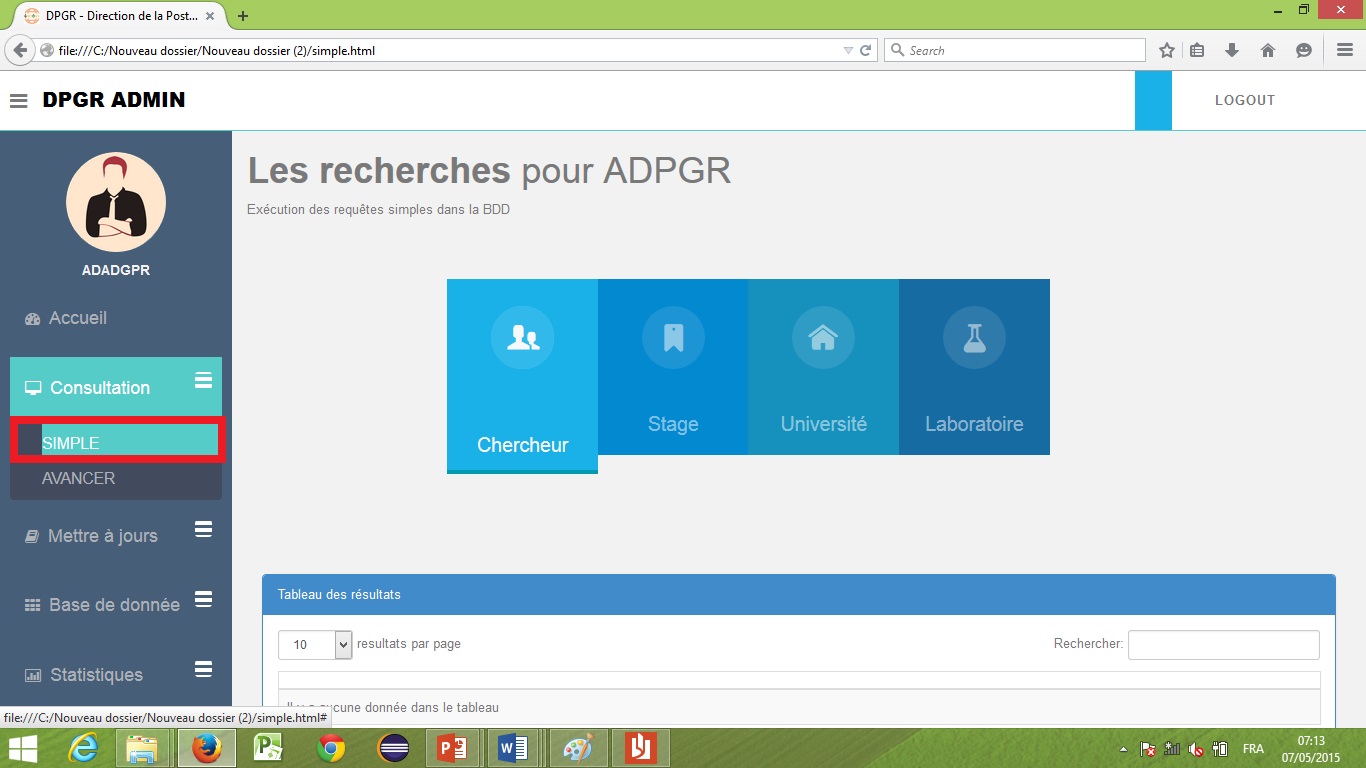 DPGR - Direction de la Post...
file:///C:/Nouveau dossier/Nouveau dossier (2)/simple.html
Search
DPGR ADMIN
LOGOUT
Les recherches pour ADPGR
Exécution des requêtes simples dans la BDD
ADADGPR
Accueil
Consultation
SIMPLE
AVANCER
Mettre à jours
Base de donnée
Statistiques
Chercheur
Stage
Université
Laboratoire
Tableau des résultats
10 resultats par page
Rechercher:
Il y a aucune donnée dans le tableau
file:///C:/Nouveau dossier/Nouveau dossier (2)/simple.html#
FRA
07:13
07/05/2015